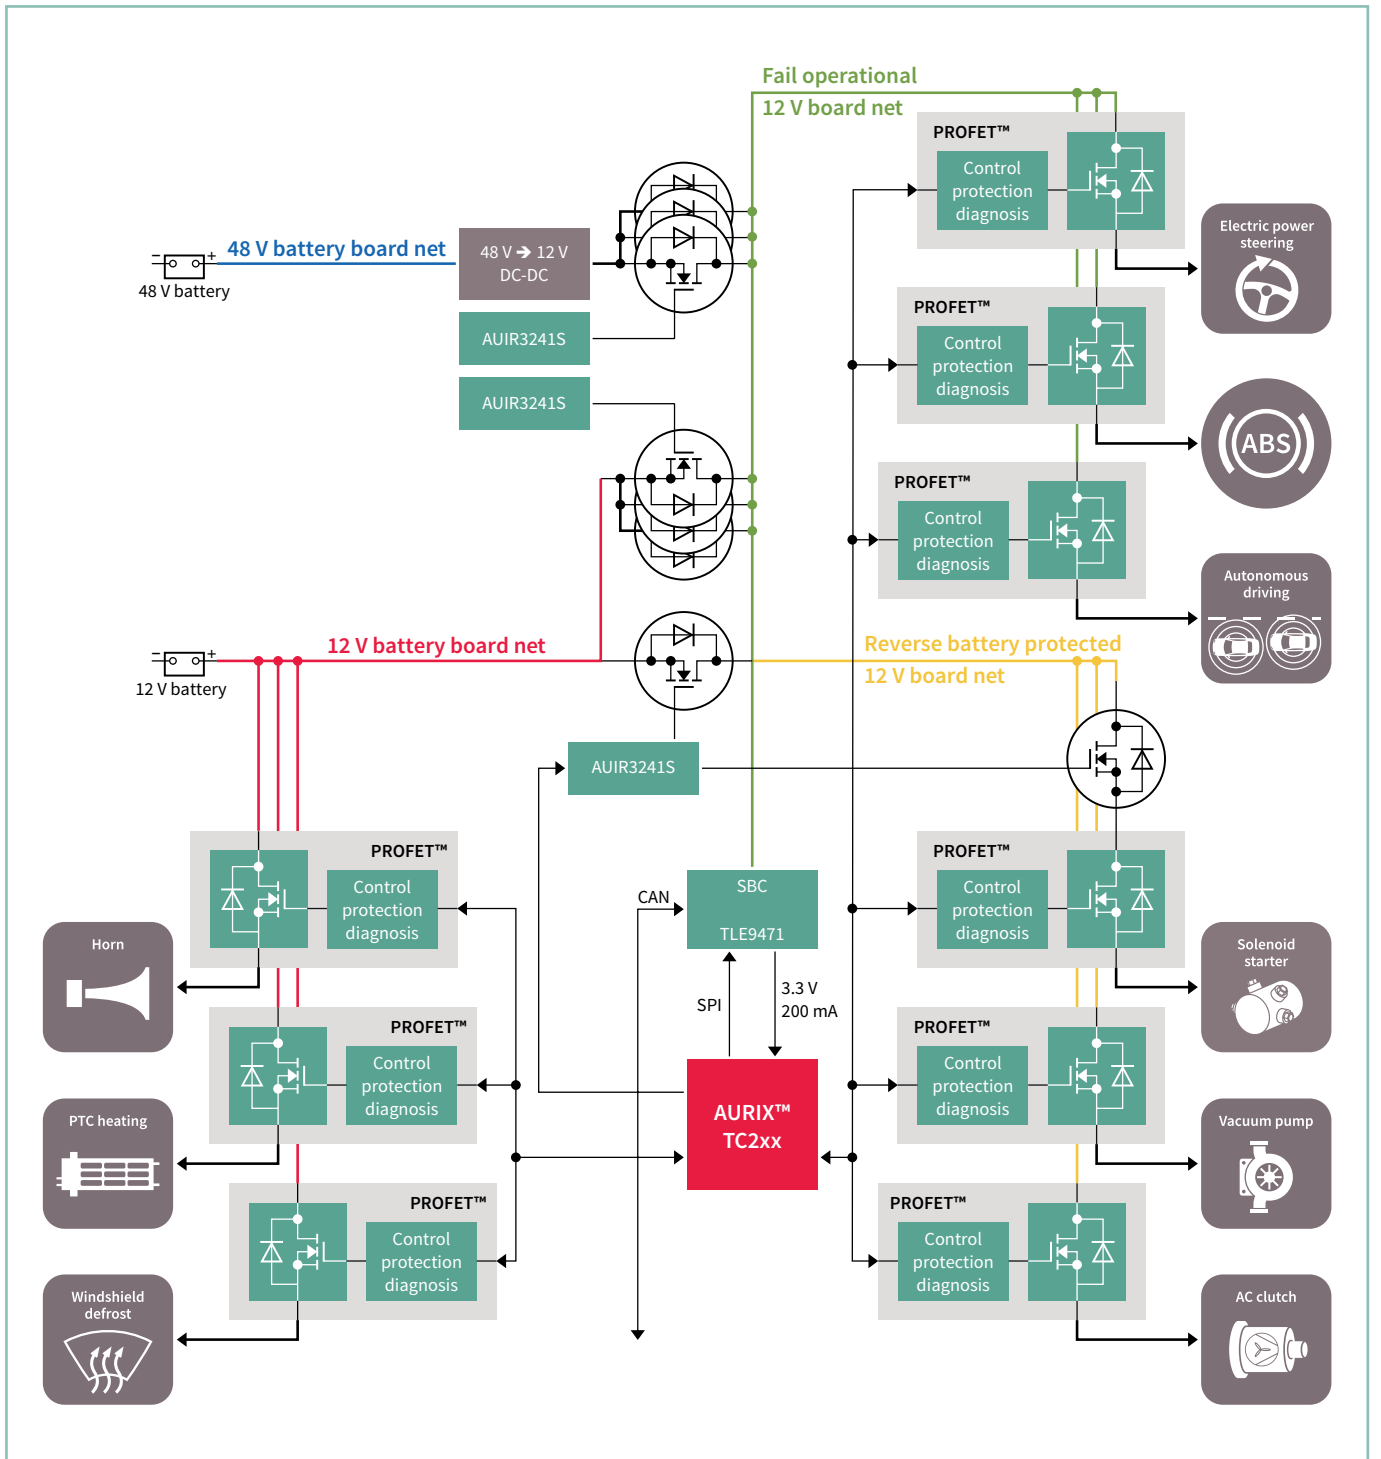 Fail operational
12 V board net
PROFET™
Control
protection
diagnosis
Electric power
steering
48 V battery board net
−
+
48 V battery
48 V ➔ 12 V
DC-DC
AUIR3241S
PROFET™
Control
protection
diagnosis
AUIR3241S
ABS
PROFET™
Control
protection
diagnosis
Autonomous
driving
12 V battery board net
−
+
12 V battery
Reverse battery protected
12 V board net
AUIR3241S
PROFET™
Control
protection
diagnosis
Horn
CAN
SBC
TLE9471
SPI
3.3 V
200 mA
PROFET™
Control
protection
diagnosis
Solenoid
starter
PROFET™
Control
protection
diagnosis
PTC heating
AURIX™
TC2xx
PROFET™
Control
protection
diagnosis
Vacuum pump
PROFET™
Control
protection
diagnosis
Windshield
defrost
PROFET™
Control
protection
diagnosis
AC clutch